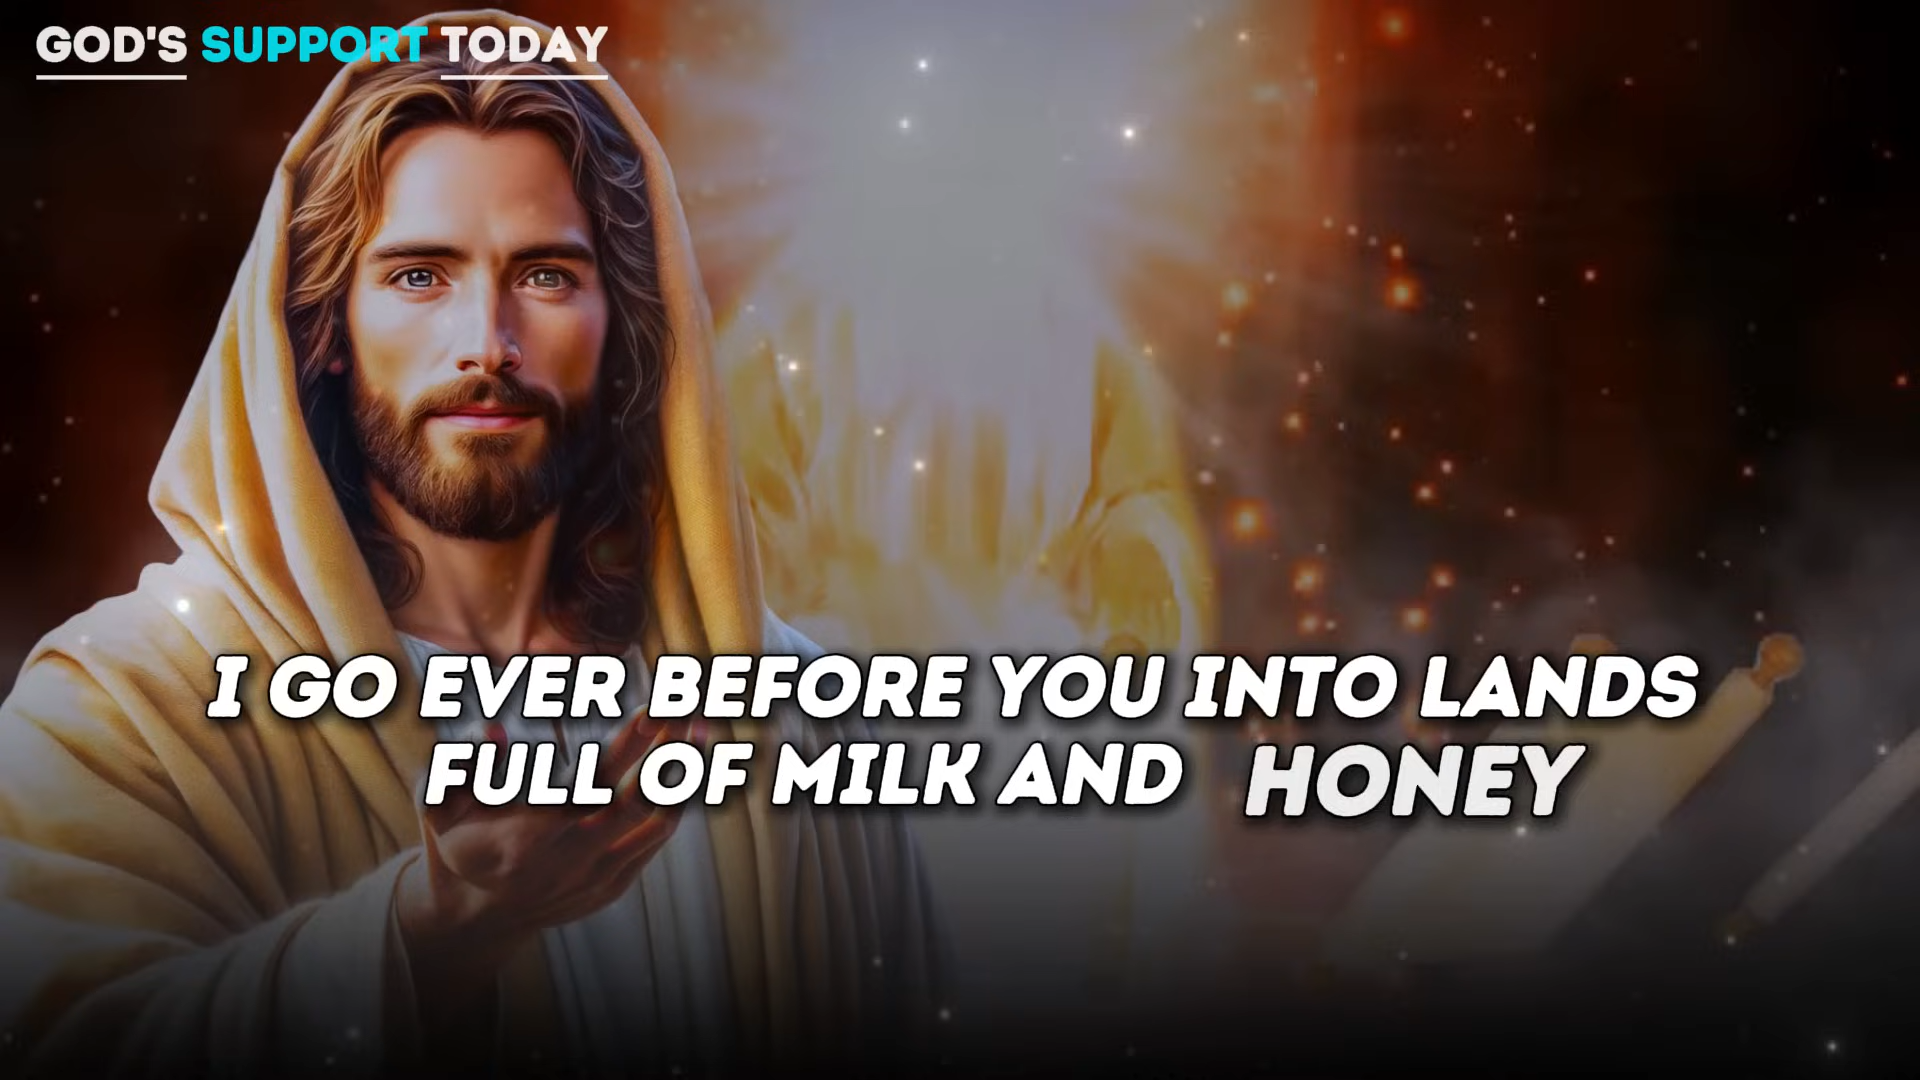 GOD'S SUPPORT TODAY
I GO EVER BEFORE YOU INTO LANDS
FULL OF MILK AND HONEY